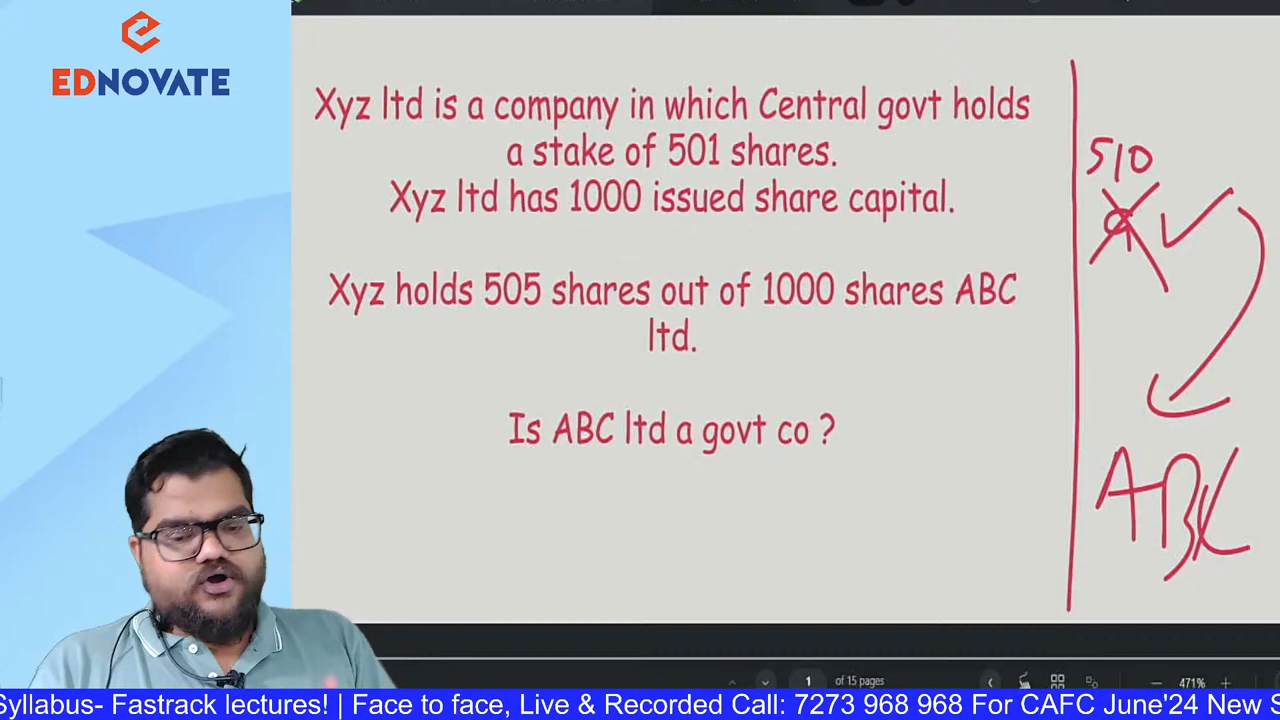 EDNOVATE
Xyz ltd is a company in which Central govt holds
a stake of 501 shares.
Xyz ltd has 1000 issued share capital.
Xyz holds 505 shares out of 1000 shares ABC
ltd.
Is ABC ltd a govt co ?
510
ABC
1 of 15 pages
471%
Syllabus- Fastrack lectures! | Face to face, Live & Recorded Call: 7273 968 968 For CAFC June'24 New S